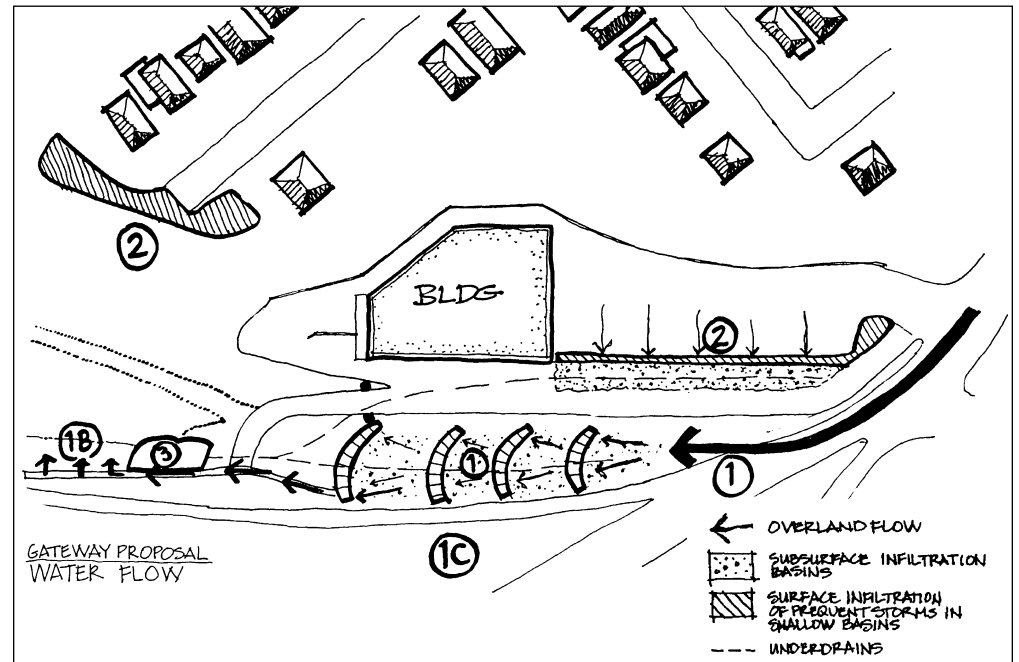 2
BLDG
2
1B
3
1
1
1C
GATEWAY PROPOSAL
WATER FLOW
OVERLAND FLOW
SUBSURFACE INFILTRATION
BASINS
SURFACE INFILTRATION
OF FREQUENT STORMS IN
SHALLOW BASINS
UNDERDRAINS